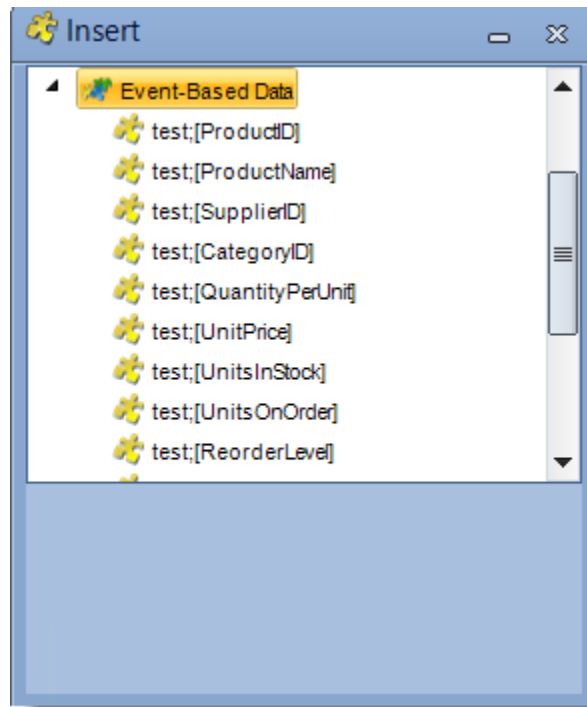 Insert
Event-Based Data
test;[ProductID]
test;[ProductName]
test;[SupplierID]
test;[CategoryID]
test;[QuantityPerUnit]
test;[UnitPrice]
test;[UnitsInStock]
test;[UnitsOnOrder]
test;[ReorderLevel]